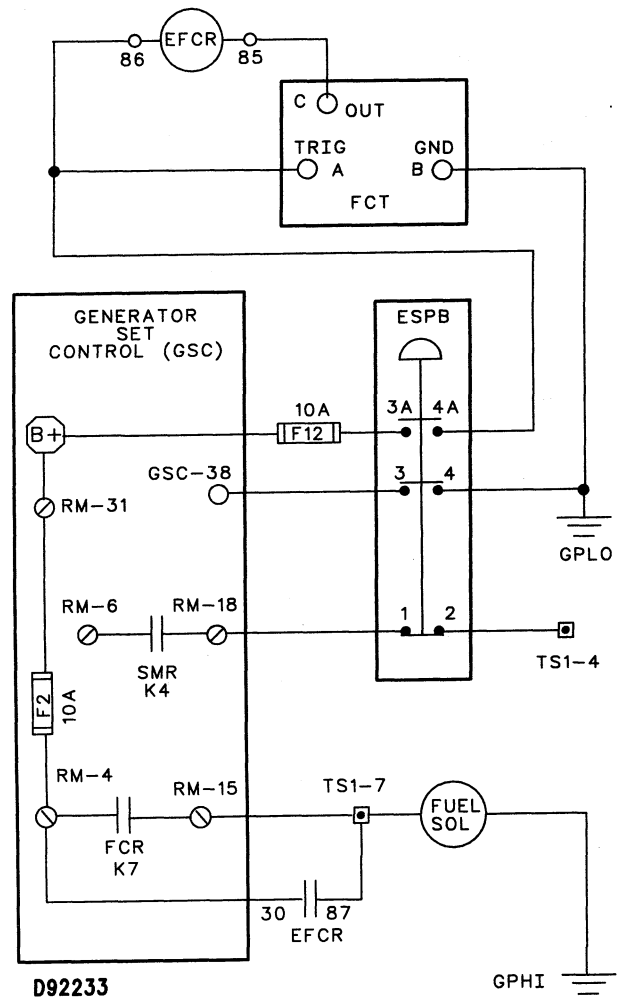 EFCR
86
85
C
OUT
TRIG
GND
A
B
FCT
GENERATOR
SET
CONTROL (GSC)
ESPB
10A
3A 4A
B+
F12
GSC-38
3
4
RM-31
GPLO
RM-6
RM-18
1
2
SMR
K4
TS1-4
F2
10A
RM-4
RM-15
TS1-7
FUEL
SOL
FCR
K7
30
87
EFCR
GPHI
D92233